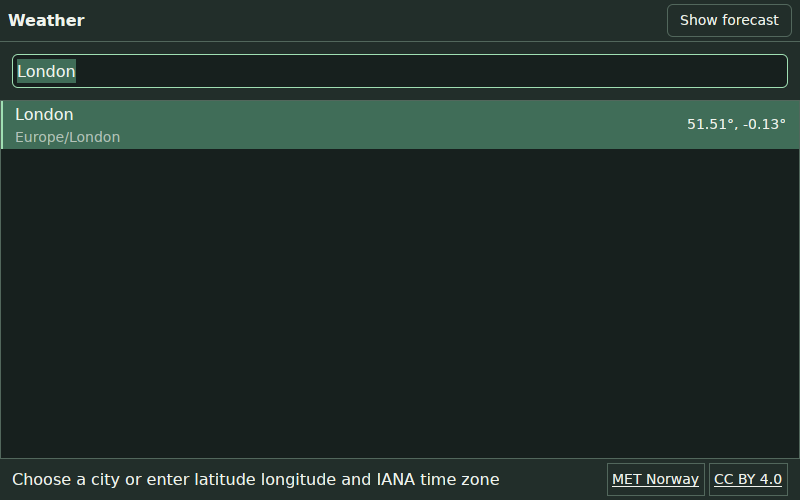 Weather
Show forecast
London
London
Europe/London
51.51°, -0.13°
Choose a city or enter latitude longitude and IANA time zone
MET Norway
CC BY 4.0